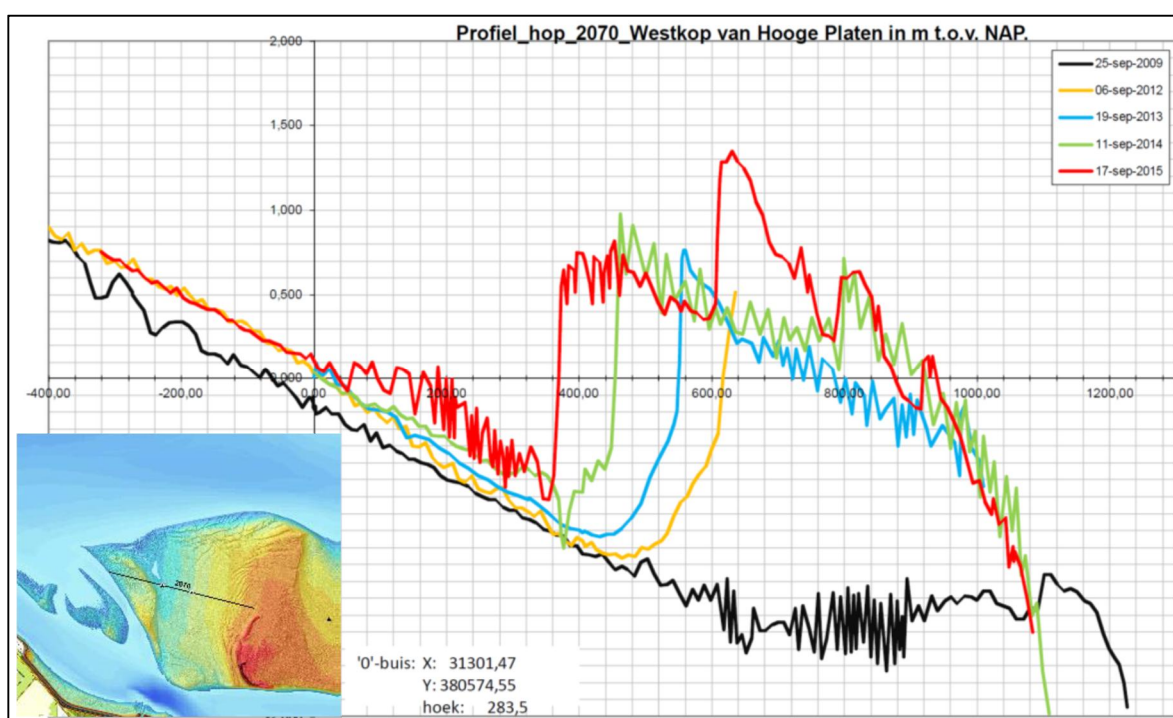 Profiel_hop_2070_Westkop van Hooge Platen in m t.o.v. NAP.
2,000
1,500
1,000
0,500
0,000
25-sep-2009
06-sep-2012
19-sep-2013
11-sep-2014
17-sep-2015
-400,00
-200,00
0,00
200,00
400,00
600,00
800,00
1000,00
1200,00
2070
'0'-buis: X: 31301,47
Y: 380574,55
hoek: 283,5